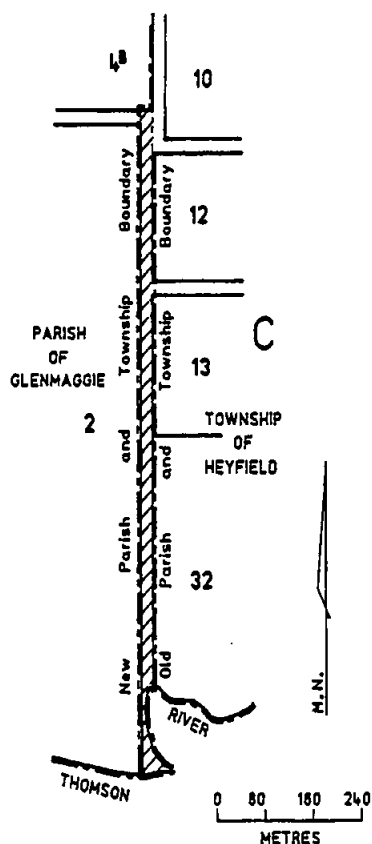 4B
10
12
PARISH
OF
GLENMAGGIE
2
C
13
TOWNSHIP
OF
HEYFIELD
32
New Parish and Township Boundary
Old Parish and Township Boundary
RIVER
THOMSON
M.N.
0 80 160 240
METRES